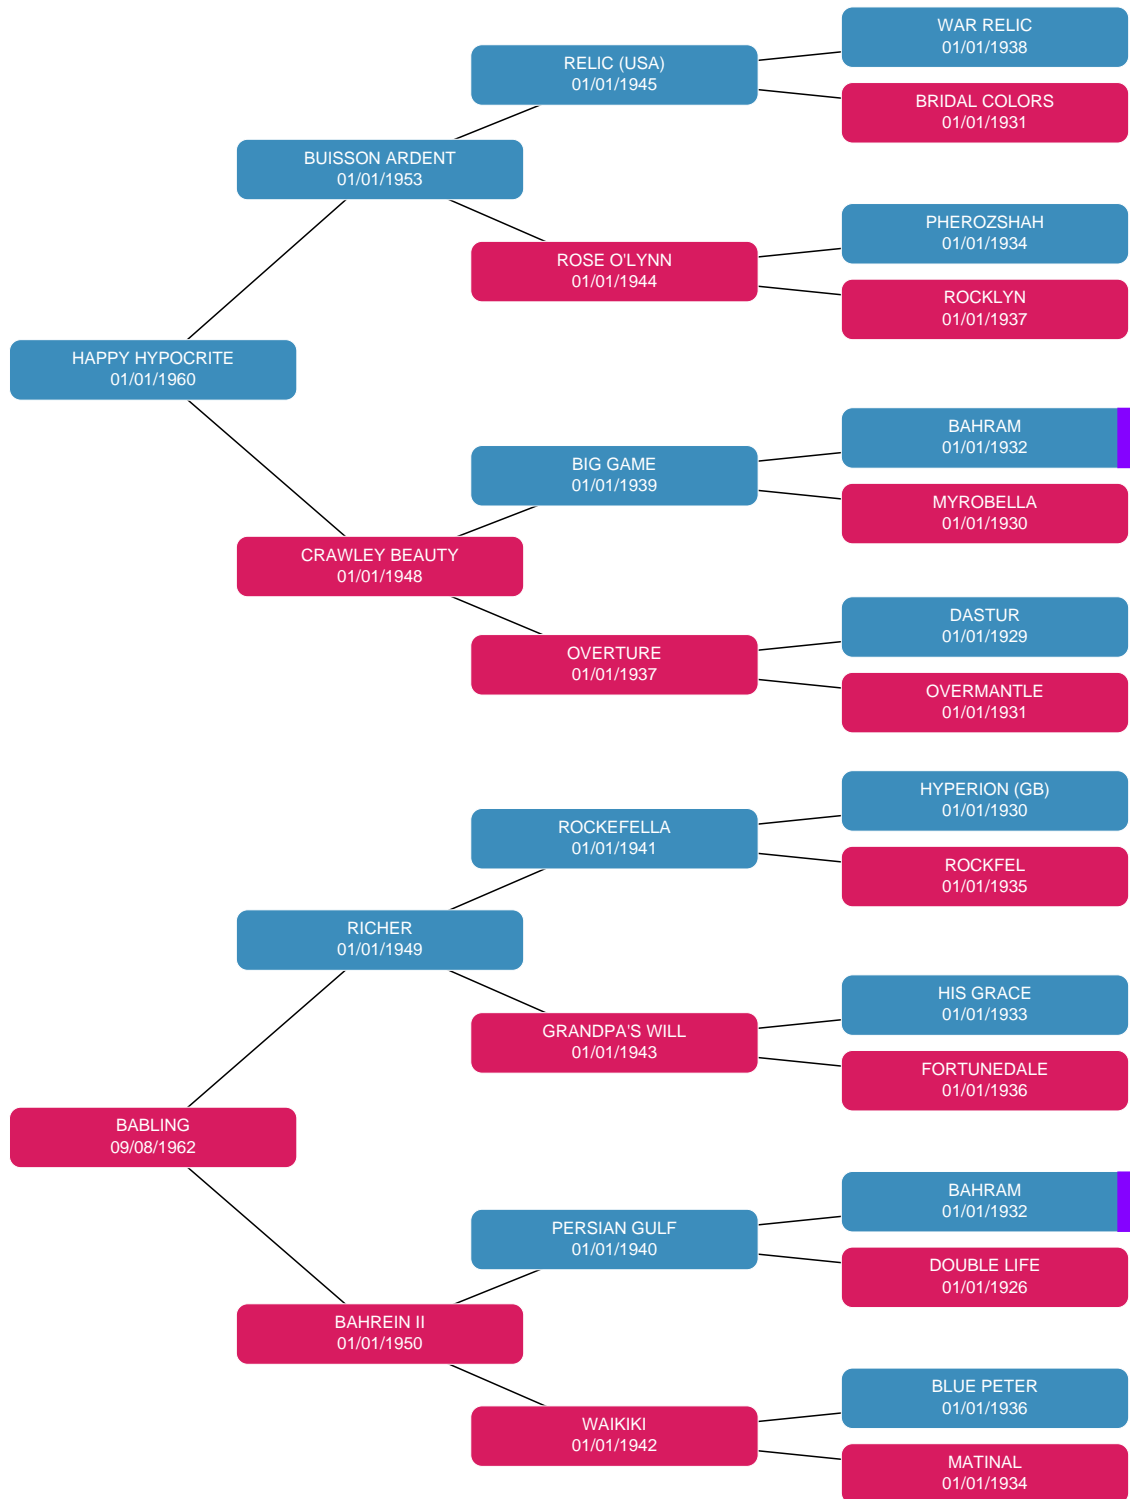 WAR RELIC
01/01/1938
RELIC (USA)
01/01/1945
BRIDAL COLORS
01/01/1931
BUISSON ARDENT
01/01/1953
PHEROZSHAH
01/01/1934
ROSE O'LYNN
01/01/1944
ROCKLYN
01/01/1937
HAPPY HYPOCRITE
01/01/1960
BAHRAM
01/01/1932
BIG GAME
01/01/1939
MYROBELLA
01/01/1930
CRAWLEY BEAUTY
01/01/1948
DASTUR
01/01/1929
OVERTURE
01/01/1937
OVERMANTLE
01/01/1931
HYPERION (GB)
01/01/1930
ROCKEFELLA
01/01/1941
ROCKFEL
01/01/1935
RICHER
01/01/1949
HIS GRACE
01/01/1933
GRANDPA'S WILL
01/01/1943
FORTUNEDALE
01/01/1936
BABLING
09/08/1962
BAHRAM
01/01/1932
PERSIAN GULF
01/01/1940
DOUBLE LIFE
01/01/1926
BAHREIN II
01/01/1950
BLUE PETER
01/01/1936
WAIKIKI
01/01/1942
MATINAL
01/01/1934